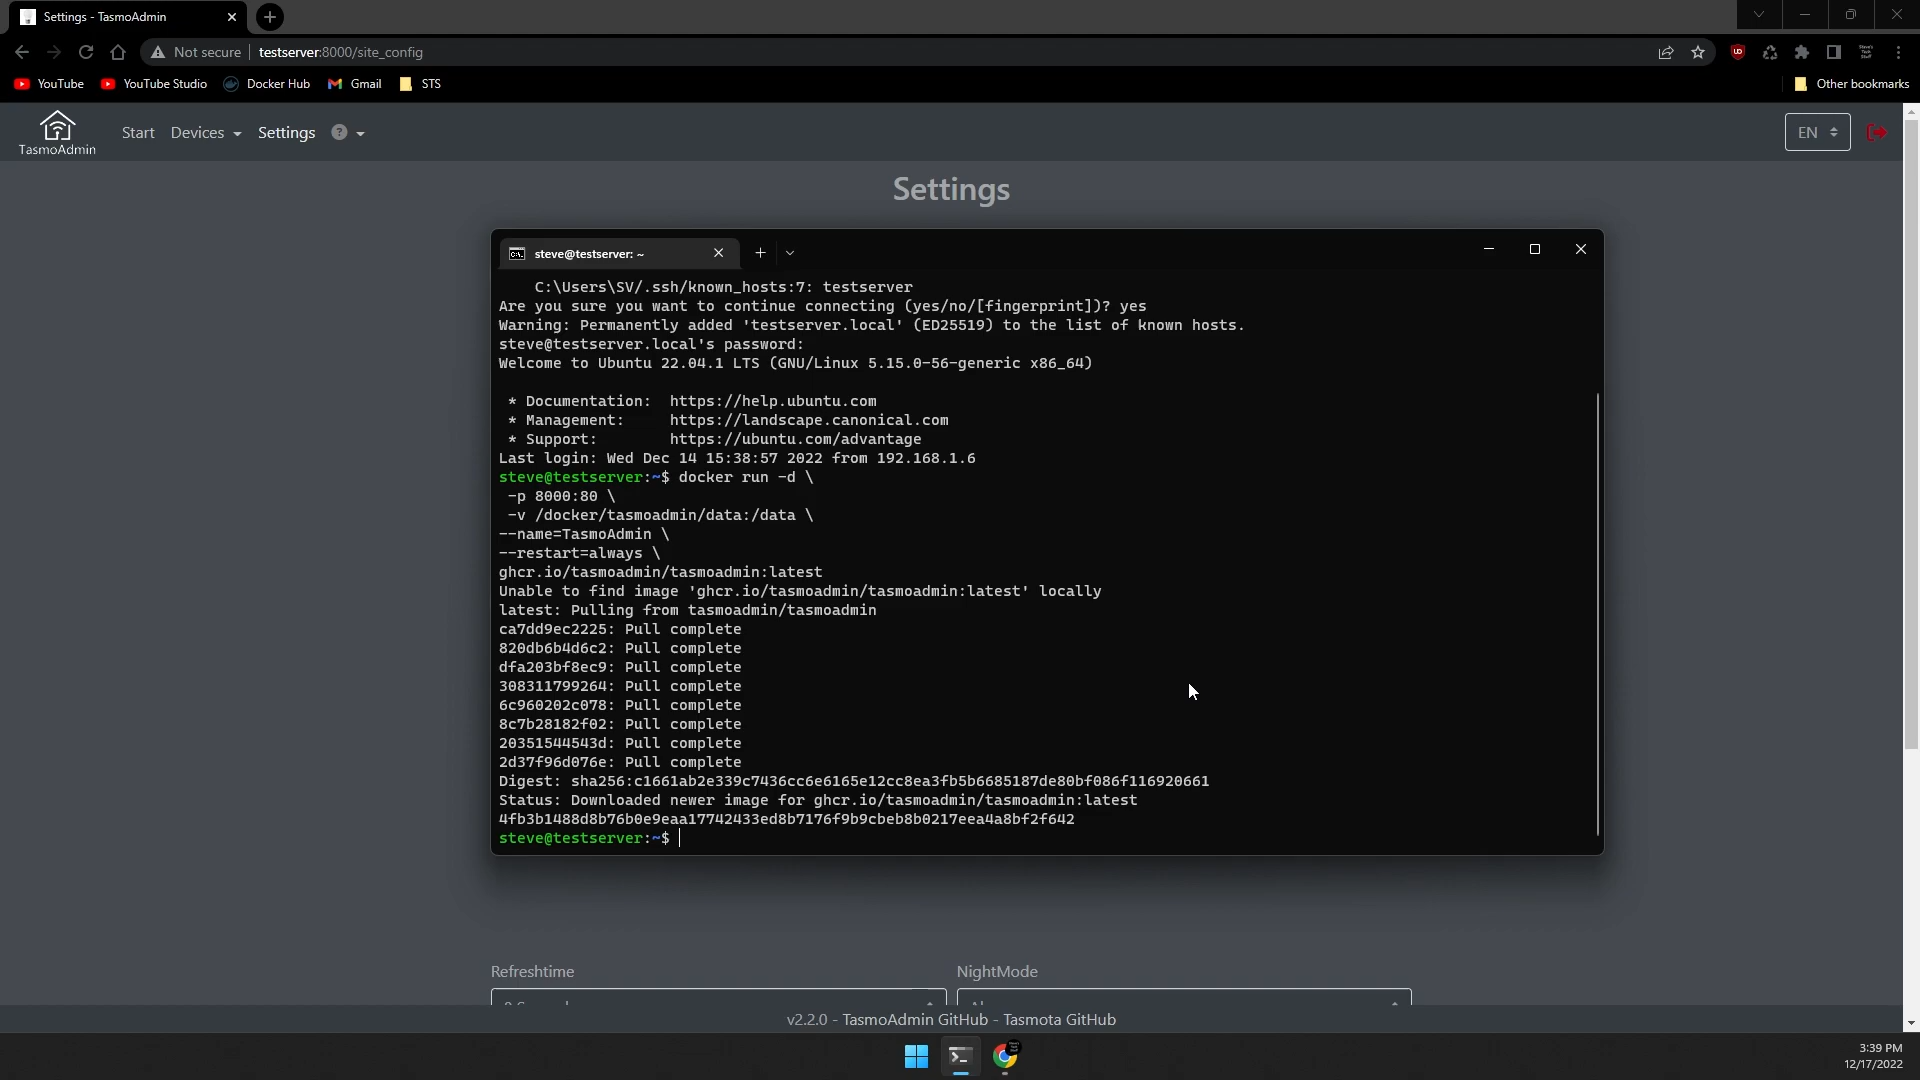 Settings - TasmoAdmin
Not secure | testserver:8000/site_config
YouTube YouTube Studio Docker Hub Gmail STS Other bookmarks
TasmoAdmin Start Devices Settings ? EN
Settings
steve@testserver: ~
C:\Users\SV/.ssh/known_hosts:7: testserver
Are you sure you want to continue connecting (yes/no/[fingerprint])? yes
Warning: Permanently added 'testserver.local' (ED25519) to the list of known hosts.
steve@testserver.local's password:
Welcome to Ubuntu 22.04.1 LTS (GNU/Linux 5.15.0-56-generic x86_64)
* Documentation: https://help.ubuntu.com
* Management: https://landscape.canonical.com
* Support: https://ubuntu.com/advantage
Last login: Wed Dec 14 15:38:57 2022 from 192.168.1.6
steve@testserver:~$ docker run -d \
-p 8000:80 \
-v /docker/tasmoadmin/data:/data \
--name=TasmoAdmin \
--restart=always \
ghcr.io/tasmoadmin/tasmoadmin:latest
Unable to find image 'ghcr.io/tasmoadmin/tasmoadmin:latest' locally
latest: Pulling from tasmoadmin/tasmoadmin
ca7dd9ec2225: Pull complete
820db6b4d6c2: Pull complete
dfa203bf8ec9: Pull complete
308311799264: Pull complete
6c960202c078: Pull complete
8c7b28182f02: Pull complete
20351544543d: Pull complete
2d37f96d076e: Pull complete
Digest: sha256:c1661ab2e339c7436cc6e6165e12cc8ea3fb5b6685187de80bf086f116920661
Status: Downloaded newer image for ghcr.io/tasmoadmin/tasmoadmin:latest
4fb3b1488d8b76b0e9eaa17742433ed8b7176f9b9cbeb8b0217eea4a8bf2f642
steve@testserver:~$
Refreshtime NightMode
v2.2.0 - TasmoAdmin GitHub - Tasmota GitHub
3:39 PM
12/17/2022